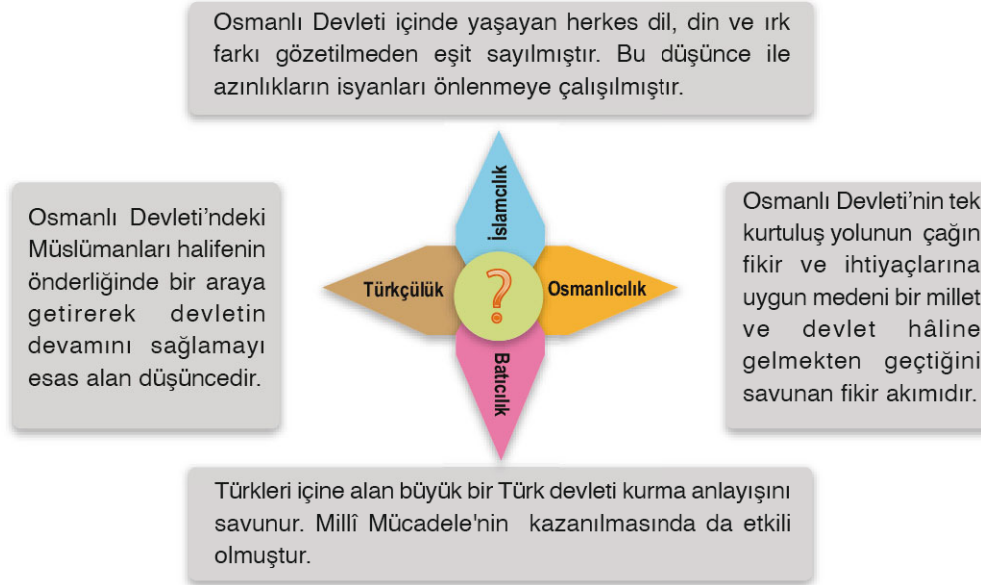 Osmanlı Devleti içinde yaşayan herkes dil, din ve ırk
farkı gözetilmeden eşit sayılmıştır. Bu düşünce ile
azınlıkların isyanları önlenmeye çalışılmıştır.
Osmanlı Devleti’ndeki
Müslümanları halifenin
önderliğinde bir araya
getirerek devletin
devamını sağlamayı
esas alan düşüncedir.
İslamcılık
Türkçülük
?
Osmanlıcılık
Batıcılık
Osmanlı Devleti’nin tek
kurtuluş yolunun çağın
fikir ve ihtiyaçlarına
uygun medeni bir millet
ve devlet hâline
gelmekten geçtiğini
savunan fikir akımıdır.
Türkleri içine alan büyük bir Türk devleti kurma anlayışını
savunur. Millî Mücadele'nin kazanılmasında da etkili
olmuştur.